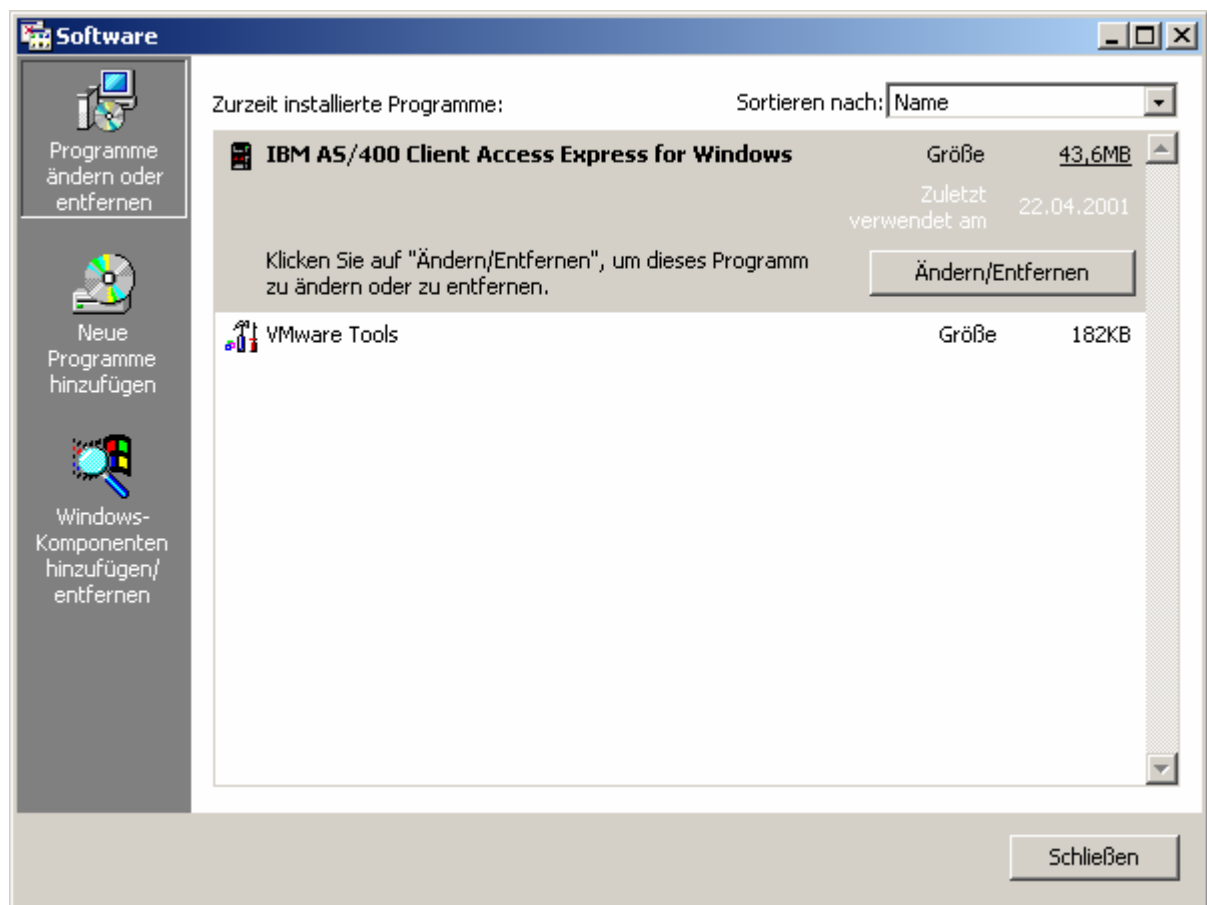 Software
Programme
ändern oder
entfernen
Neue
Programme
hinzufügen
Windows-
Komponenten
hinzufügen/
entfernen
Zurzeit installierte Programme:
Sortieren nach: Name
IBM AS/400 Client Access Express for Windows Größe 43,6MB
Zuletzt
verwendet am 22.04.2001
Klicken Sie auf "Ändern/Entfernen", um dieses Programm
zu ändern oder zu entfernen.
Ändern/Entfernen
VMware Tools Größe 182KB
Schließen